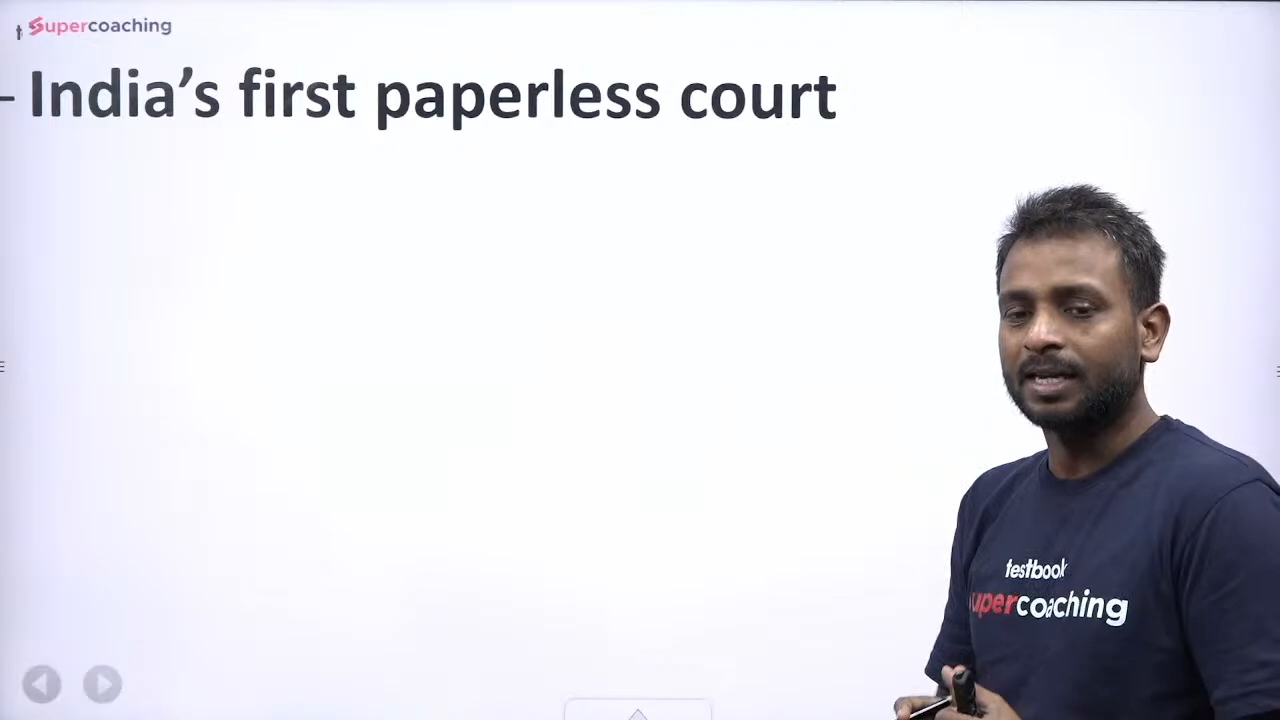 Supercoaching
- India's first paperless court
testbook
supercoaching